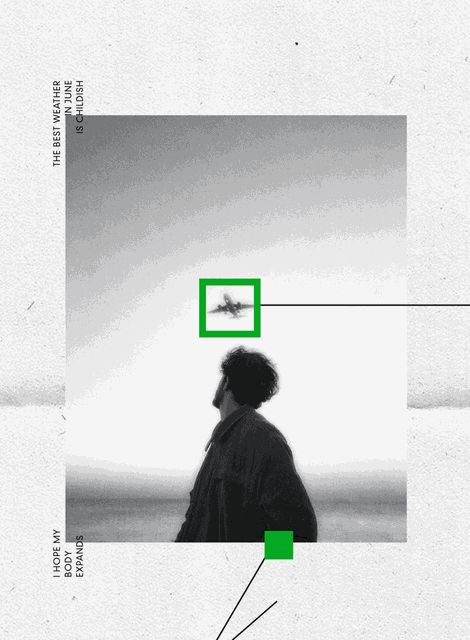 THE BEST WEATHER
IN JUNE
IS CHILDISH
I HOPE MY
BODY
EXPANDS